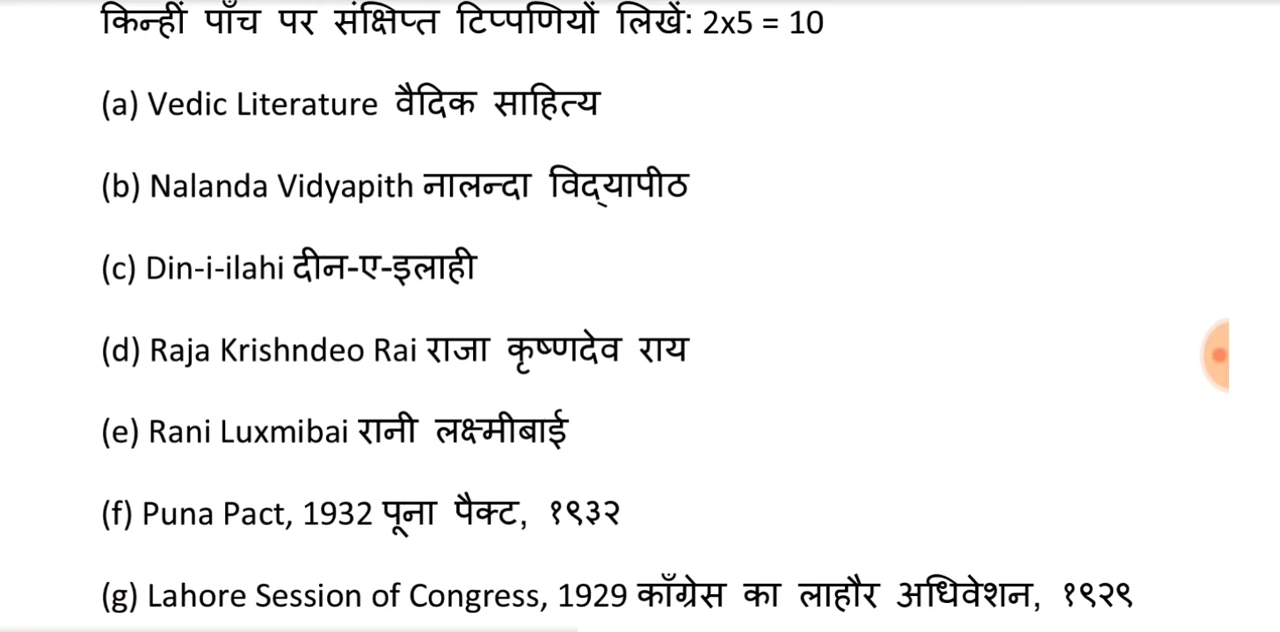 किन्हीं पाँच पर संक्षिप्त टिप्पणियों लिखें: 2x5 = 10
(a) Vedic Literature वैदिक साहित्य
(b) Nalanda Vidyapith नालन्दा विद्‌यापीठ
(c) Din-i-ilahi दीन-ए-इलाही
(d) Raja Krishndeo Rai राजा कृष्णदेव राय
(e) Rani Luxmibai रानी लक्ष्मीबाई
(f) Puna Pact, 1932 पूना पैक्ट, १९३२
(g) Lahore Session of Congress, 1929 काँग्रेस का लाहौर अधिवेशन, १९२९